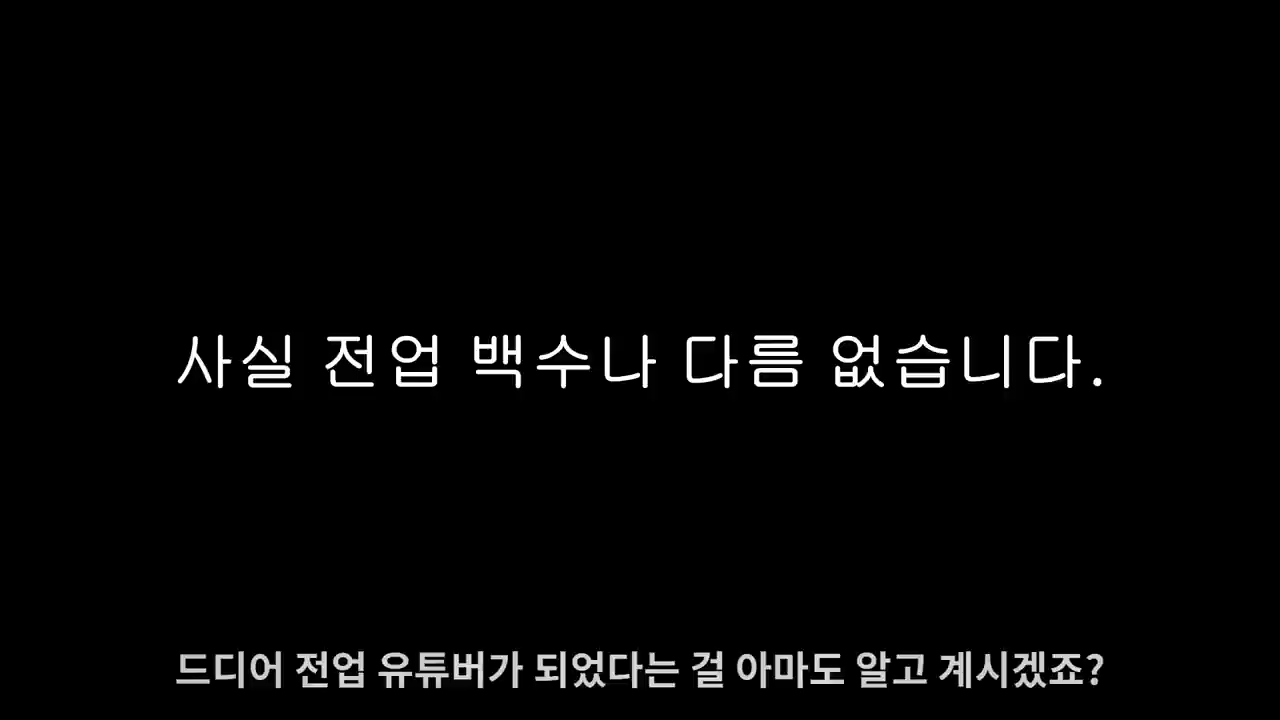 사실 전업 백수나 다름 없습니다.
드디어 전업 유튜버가 되었다는 걸 아마도 알고 계시겠죠?